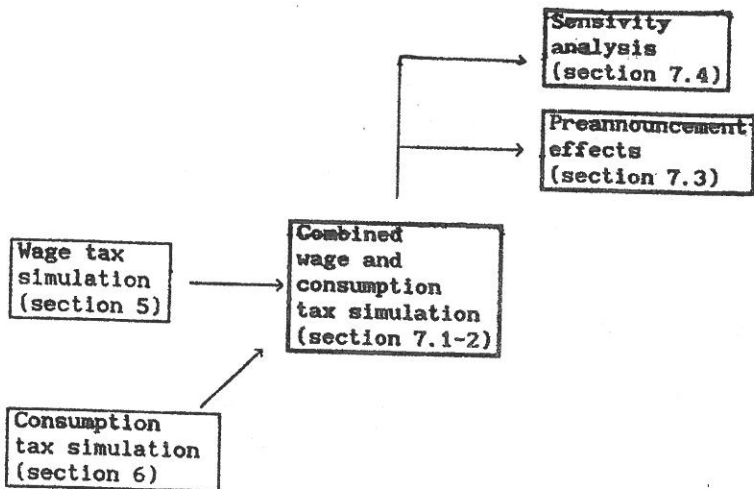 Sensivity
analysis
(section 7.4)
Preannouncement
effects
(section 7.3)
Combined
wage and
consumption
tax simulation
(section 7.1-2)
Wage tax
simulation
(section 5)
Consumption
tax simulation
(section 6)